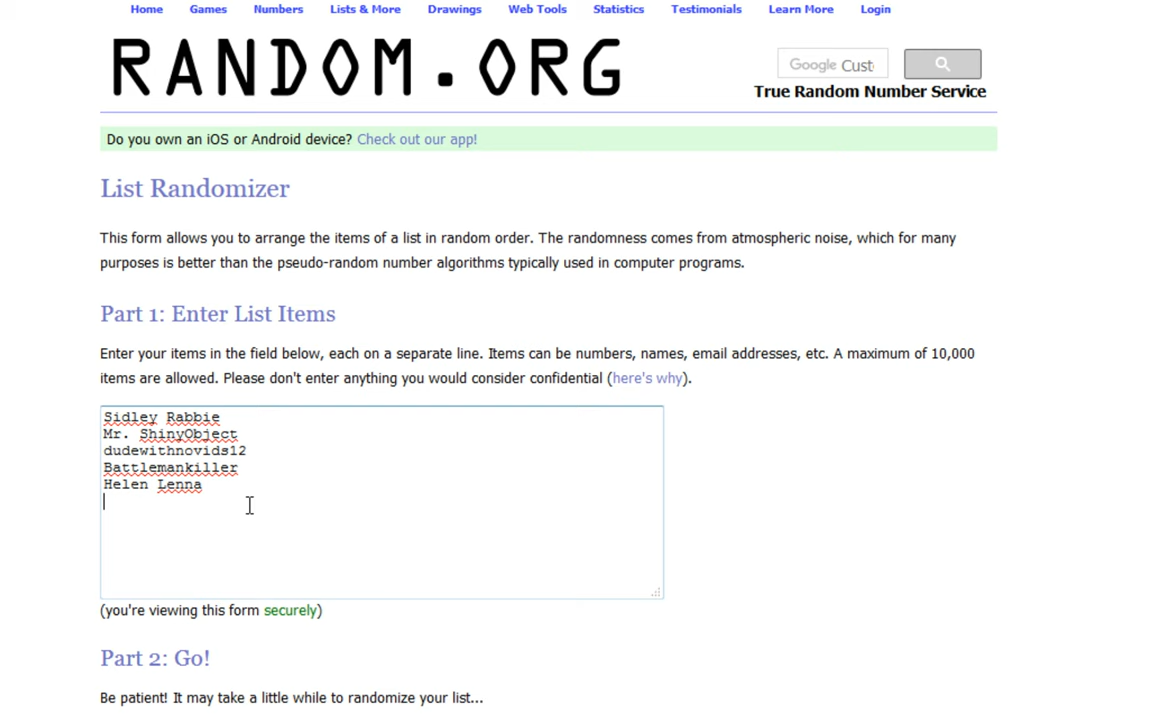 Home Games Numbers Lists & More Drawings Web Tools Statistics Testimonials Learn More Login
RANDOM.ORG
Google Cust
True Random Number Service
Do you own an iOS or Android device? Check out our app!
List Randomizer
This form allows you to arrange the items of a list in random order. The randomness comes from atmospheric noise, which for many
purposes is better than the pseudo-random number algorithms typically used in computer programs.
Part 1: Enter List Items
Enter your items in the field below, each on a separate line. Items can be numbers, names, email addresses, etc. A maximum of 10,000
items are allowed. Please don't enter anything you would consider confidential (here's why).
Sidley Rabbie
Mr. ShinyObject
dudewithnovids12
Battlemankiller
Helen Lenna
(you're viewing this form securely)
Part 2: Go!
Be patient! It may take a little while to randomize your list...